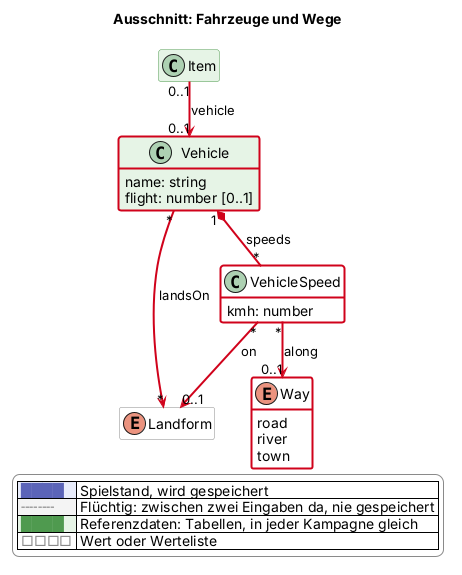 Ausschnitt: Fahrzeuge und Wege
C Item
0..1
vehicle
0..1
C Vehicle
name: string
flight: number [0..1]
* 1
speeds
*
C VehicleSpeed
kmh: number
landsOn
* *
on along
* 0..1 0..1
E Way
road
river
town
E Landform
Spielstand, wird gespeichert
Flüchtig: zwischen zwei Eingaben da, nie gespeichert
Referenzdaten: Tabellen, in jeder Kampagne gleich
Wert oder Werteliste